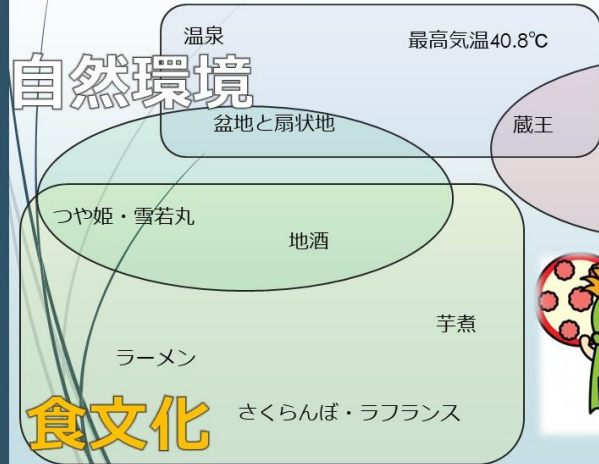 温泉
最高気温40.8℃
自然環境
盆地と扇状地
蔵王
つや姫・雪若丸
地酒
芋煮
ラーメン
食文化
さくらんぼ・ラフランス